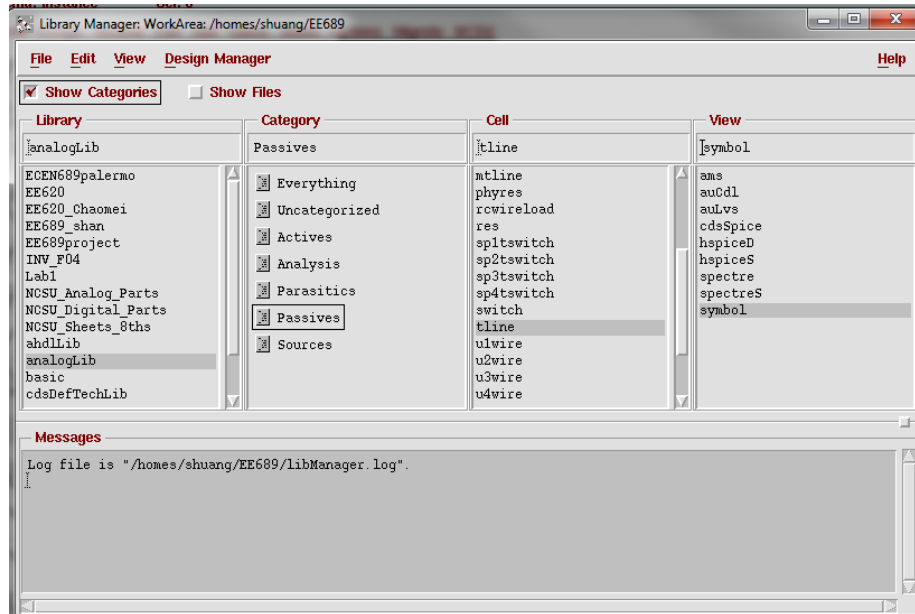 Library Manager: WorkArea: /homes/shuang/EE689
File Edit View Design Manager Help
Show Categories Show Files
Library
analogLib
ECEN689palermo
EE620
EE620_Chaomei
EE689_shan
EE689project
INV_F04
Lab1
NCSU_Analog_Parts
NCSU_Digital_Parts
NCSU_Sheets_8ths
ahdlLib
analogLib
basic
cdsDefTechLib
Category
Passives
Everything
Uncategorized
Actives
Analysis
Parasitics
Passives
Sources
Cell
tline
mtline
phyres
rcwireload
res
sp1tswitch
sp2tswitch
sp3tswitch
sp4tswitch
switch
tline
u1wire
u2wire
u3wire
u4wire
View
symbol
ams
auCdl
auLvs
cdsSpice
hspiceD
hspiceS
spectre
spectreS
symbol
Messages
Log file is "/homes/shuang/EE689/libManager.log".